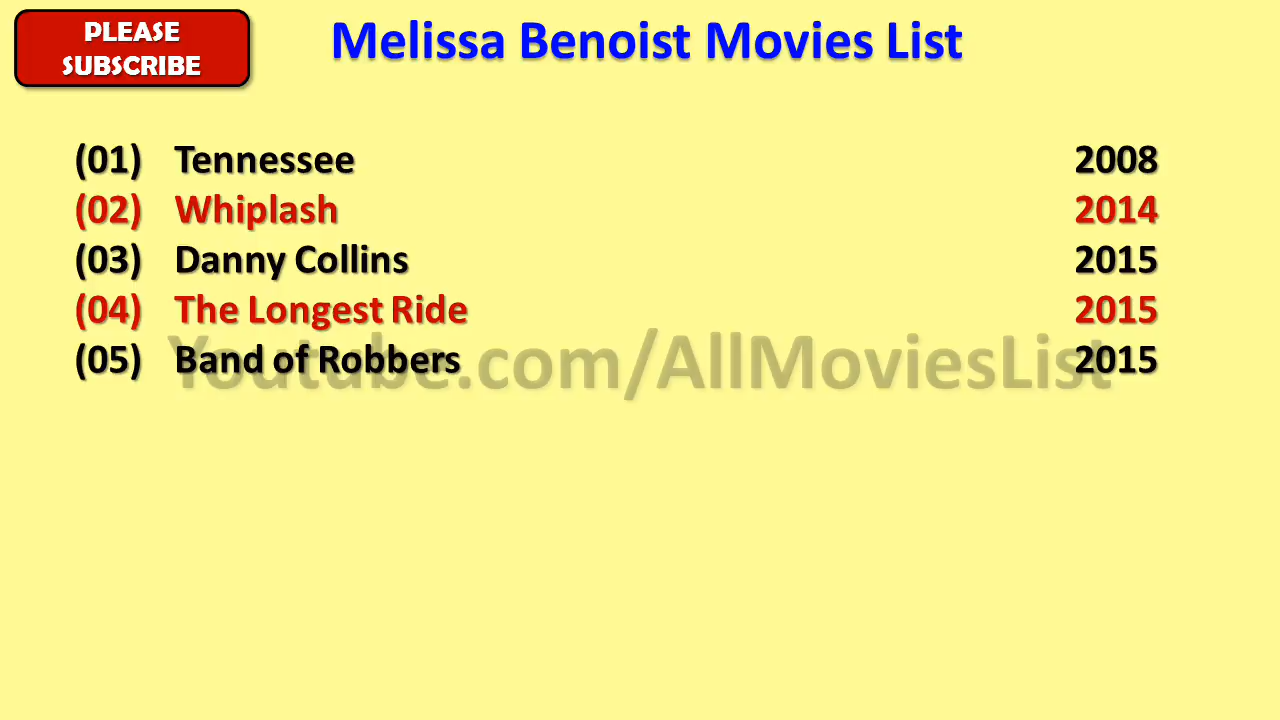 PLEASE
SUBSCRIBE
Melissa Benoist Movies List
(01) Tennessee 2008
(02) Whiplash 2014
(03) Danny Collins 2015
(04) The Longest Ride 2015
(05) Band of Robbers 2015
Youtube.com/AllMoviesList